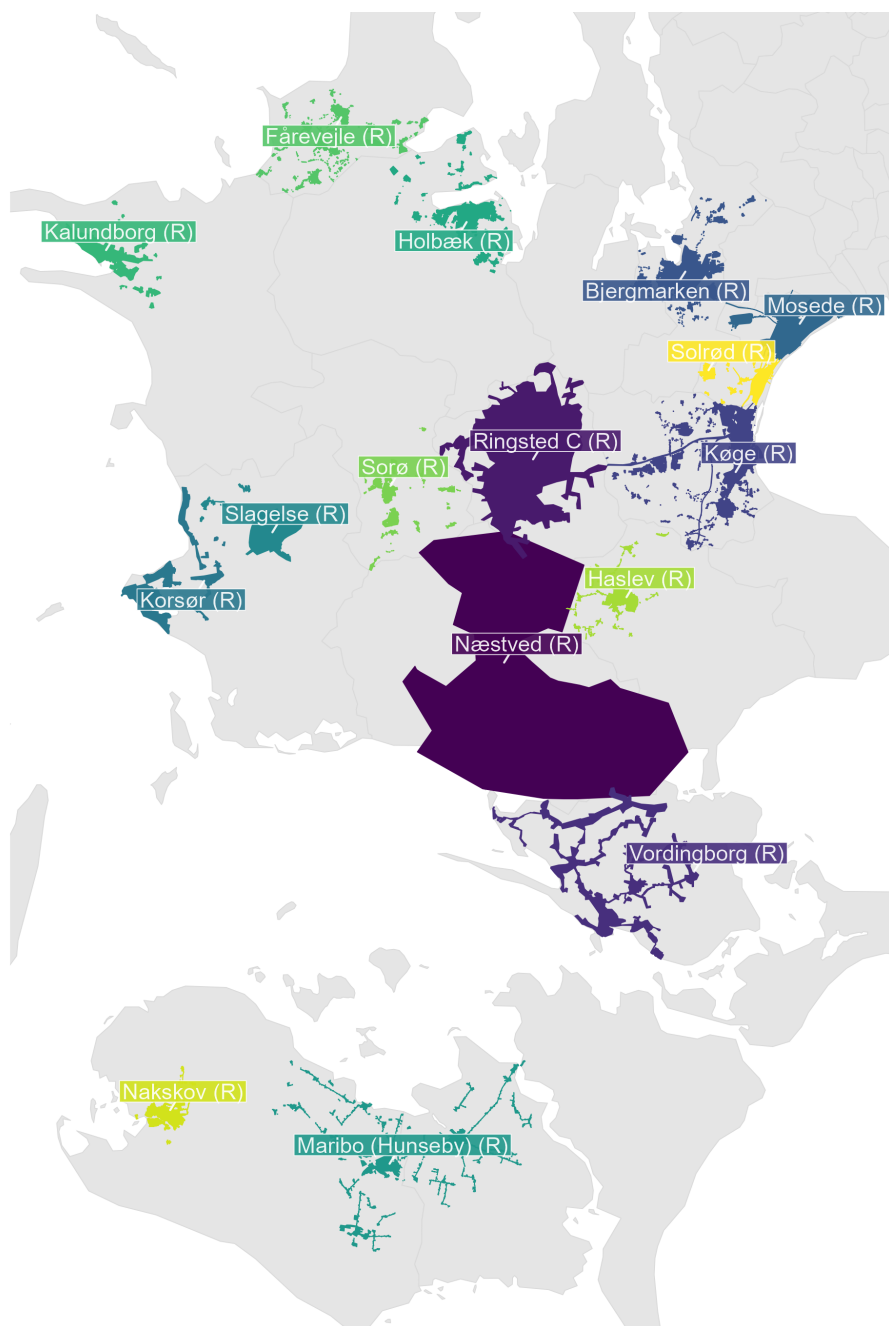 Fårevejle (R)
Kalundborg (R)
Holbæk (R)
Bjergmarken (R)
Mosede (R)
Solrød (R)
Ringsted C (R)
Køge (R)
Sorø (R)
Slagelse (R)
Haslev (R)
Korsør (R)
Næstved (R)
Vordingborg (R)
Nakskov (R)
Maribo (Hunseby) (R)